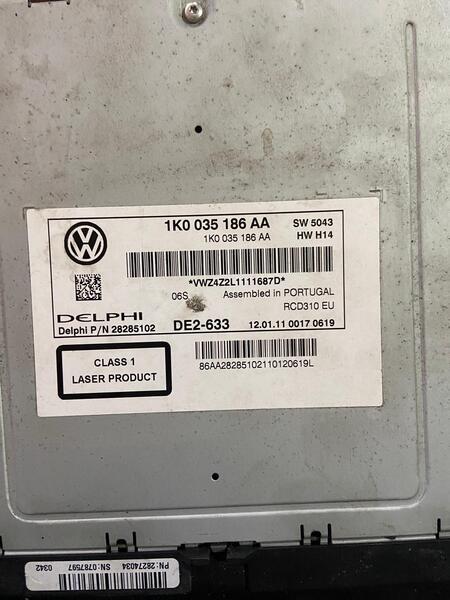 1K0 035 186 AA SW 5043
1K0 035 186 AA HW H14
*VWZ4Z2L1111687D*
06S Assembled in PORTUGAL
RCD310 EU
DELPHI
Delphi P/N 28285102 DE2-633 12.01.11 0017 0619
CLASS 1
LASER PRODUCT
86AA28285102110120619L
PN:28274034 SN:0787597 0342